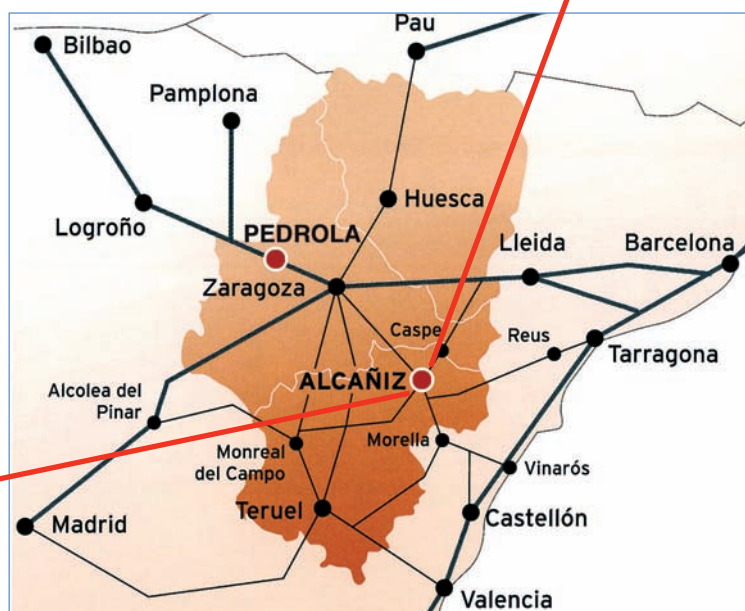 Pau
Bilbao
Pamplona
Huesca
Logroño
PEDROLA
Lleida
Barcelona
Zaragoza
Caspe
Reus
Tarragona
ALCAÑIZ
Alcolea del
Pinar
Morella
Monreal
del Campo
Vinarós
Teruel
Castellón
Madrid
Valencia